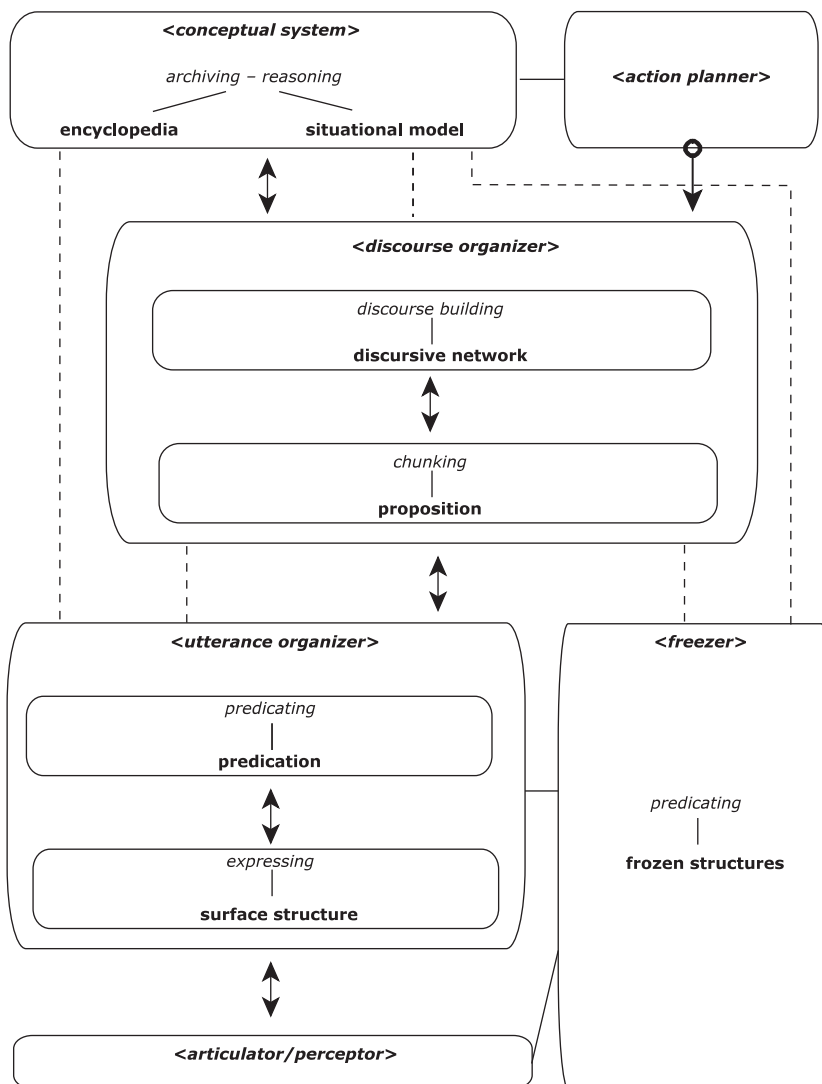 <conceptual system>
archiving – reasoning
encyclopedia
situational model
<action planner>
<discourse organizer>
discourse building
discursive network
chunking
proposition
<utterance organizer>
predicating
predication
expressing
surface structure
<freezer>
predicating
frozen structures
<articulator/perceptor>